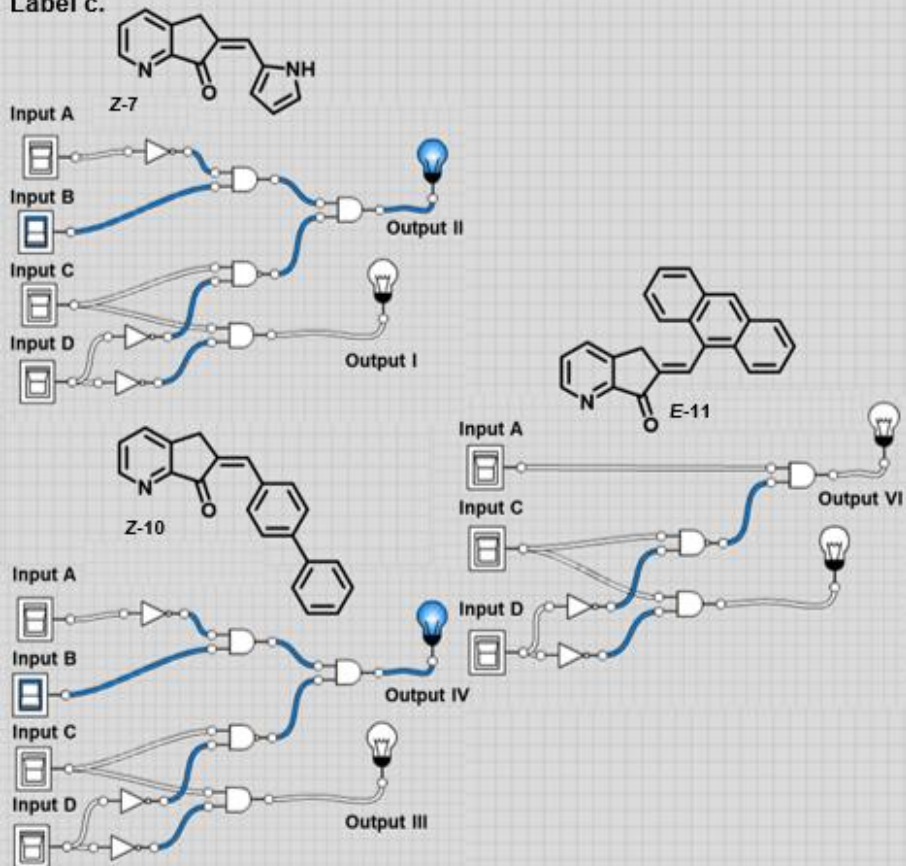 Label c.
N
O
NH
Z-7
Input A
Input B
Output II
Input C
Output I
Input D
N
O
E-11
Input A
Output VI
Input C
Input D
N
O
Z-10
Input A
Input B
Output IV
Input C
Output III
Input D